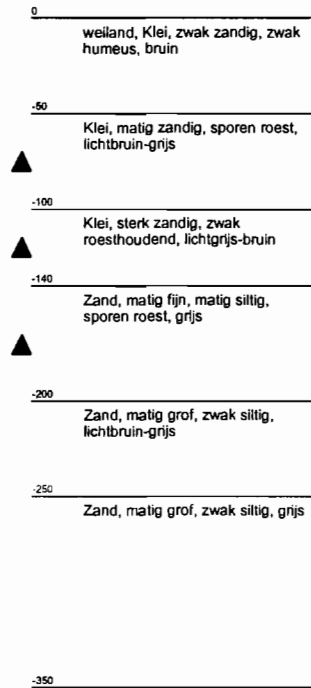 0
weiland, Klei, zwak zandig, zwak
humeus, bruin
-50
Klei, matig zandig, sporen roest,
lichtbruin-grijs
-100
Klei, sterk zandig, zwak
roesthoudend, lichtgrijs-bruin
-140
Zand, matig fijn, matig siltig,
sporen roest, grijs
-200
Zand, matig grof, zwak siltig,
lichtbruin-grijs
-250
Zand, matig grof, zwak siltig, grijs
-350